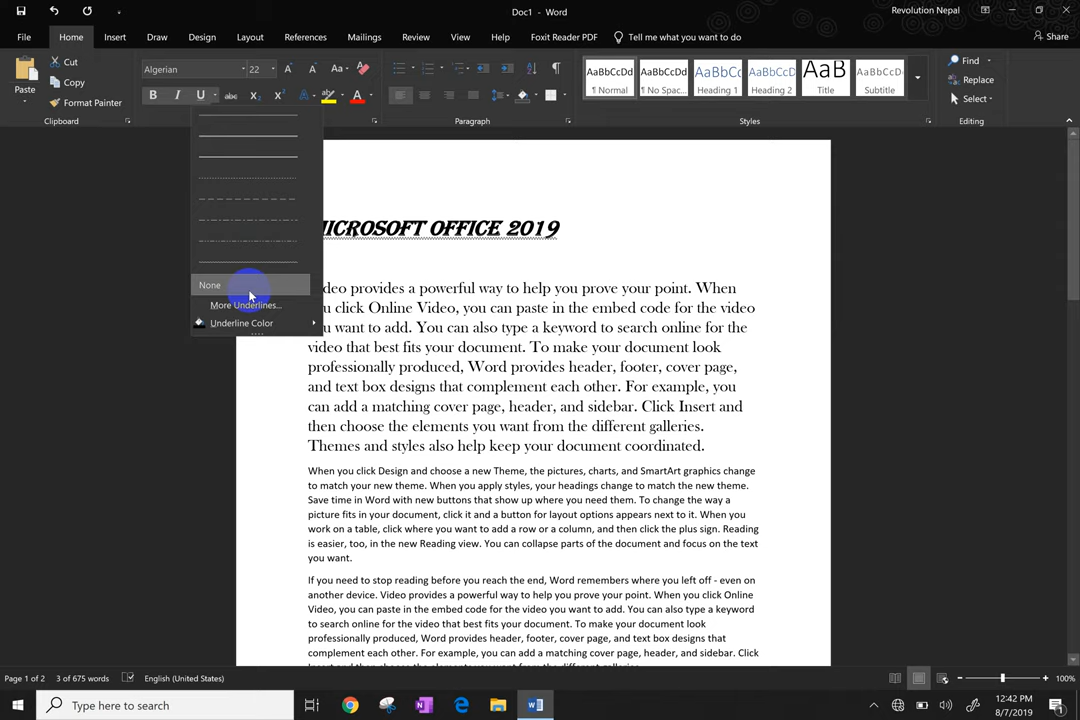 Doc1 - Word
Revolution Nepal
File Home Insert Draw Design Layout References Mailings Review View Help Foxit Reader PDF Tell me what you want to do Share
Paste
Cut
Copy
Format Painter
Clipboard
Algerian 22
Paragraph
AaBbCcDd ¶ Normal
AaBbCcDd ¶ No Spac...
AaBbCc Heading 1
AaBbCcDd Heading 2
AaB Title
AaBbCcDd Subtitle
Styles
Find
Replace
Select
Editing
None
More Underlines...
Underline Color
ICROSOFT OFFICE 2019
deo provides a powerful way to help you prove your point. When
u click Online Video, you can paste in the embed code for the video
u want to add. You can also type a keyword to search online for the
video that best fits your document. To make your document look
professionally produced, Word provides header, footer, cover page,
and text box designs that complement each other. For example, you
can add a matching cover page, header, and sidebar. Click Insert and
then choose the elements you want from the different galleries.
Themes and styles also help keep your document coordinated.
When you click Design and choose a new Theme, the pictures, charts, and SmartArt graphics change
to match your new theme. When you apply styles, your headings change to match the new theme.
Save time in Word with new buttons that show up where you need them. To change the way a
picture fits in your document, click it and a button for layout options appears next to it. When you
work on a table, click where you want to add a row or a column, and then click the plus sign. Reading
is easier, too, in the new Reading view. You can collapse parts of the document and focus on the text
you want.
If you need to stop reading before you reach the end, Word remembers where you left off - even on
another device. Video provides a powerful way to help you prove your point. When you click Online
Video, you can paste in the embed code for the video you want to add. You can also type a keyword
to search online for the video that best fits your document. To make your document look
professionally produced, Word provides header, footer, cover page, and text box designs that
complement each other. For example, you can add a matching cover page, header, and sidebar. Click
Insert and then choose the elements you want from the different galleries.
Page 1 of 2 3 of 675 words English (United States) 100%
Type here to search
12:42 PM
8/7/2019